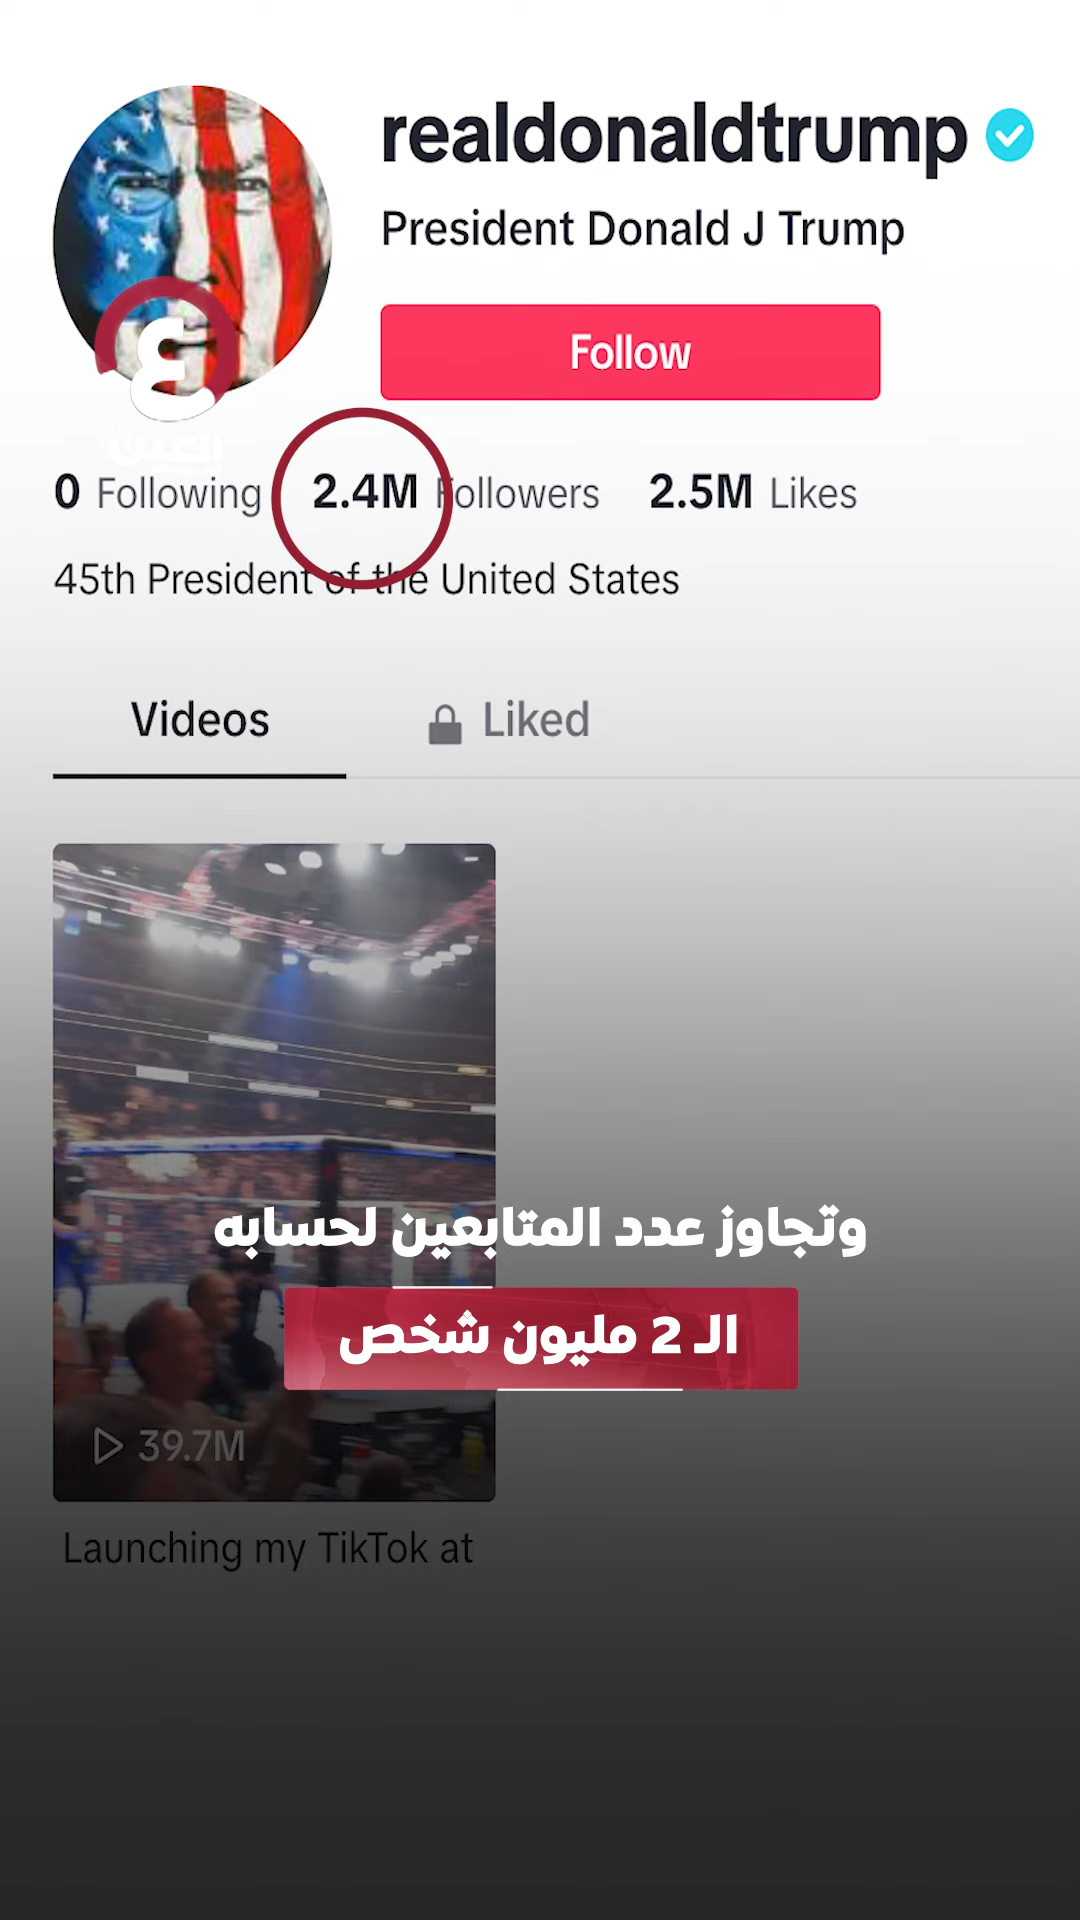 realdonaldtrump
President Donald J Trump
Follow
ع
العين
0 Following 2.4M Followers 2.5M Likes
45th President of the United States
Videos Liked
وتجاوز عدد المتابعين لحسابه
الـ 2 مليون شخص
39.7M
Launching my TikTok at